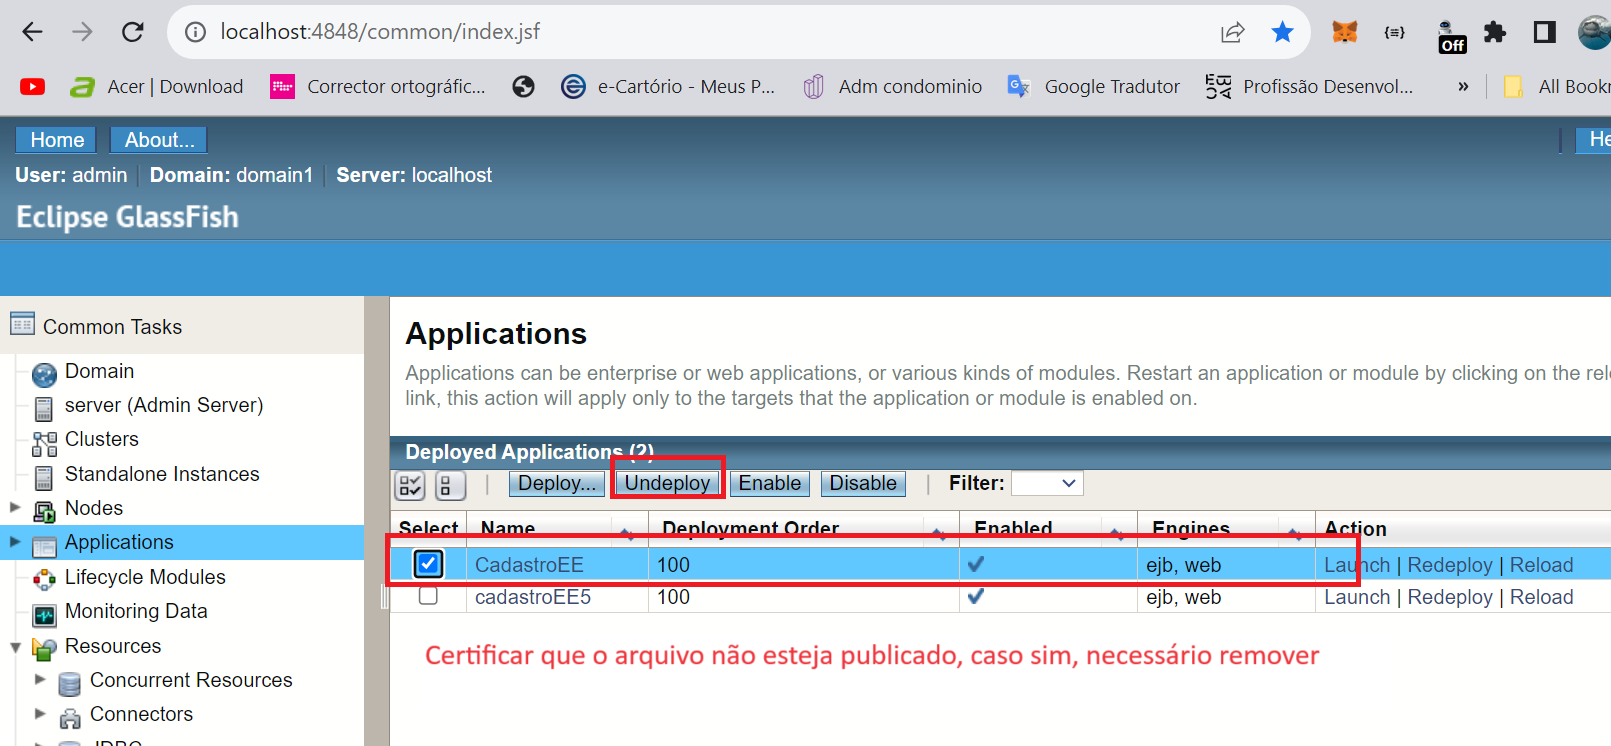 localhost:4848/common/index.jsf
Off
Acer | Download
Corrector ortográfic...
e-Cartório - Meus P...
Adm condominio
Google Tradutor
Profissão Desenvol...
»
All Bookr
Home
About...
He
User: admin
Domain: domain1
Server: localhost
Eclipse GlassFish
Common Tasks
Domain
server (Admin Server)
Clusters
Standalone Instances
Nodes
Applications
Lifecycle Modules
Monitoring Data
Resources
Concurrent Resources
Connectors
JDBC
Applications
Applications can be enterprise or web applications, or various kinds of modules. Restart an application or module by clicking on the relo
link, this action will apply only to the targets that the application or module is enabled on.
Deployed Applications (2)
Deploy...
Undeploy
Enable
Disable
Filter:
Select Name Deployment Order Enabled Engines Action
CadastroEE 100 ejb, web Launch | Redeploy | Reload
cadastroEE5 100 ejb, web Launch | Redeploy | Reload
Certificar que o arquivo não esteja publicado, caso sim, necessário remover